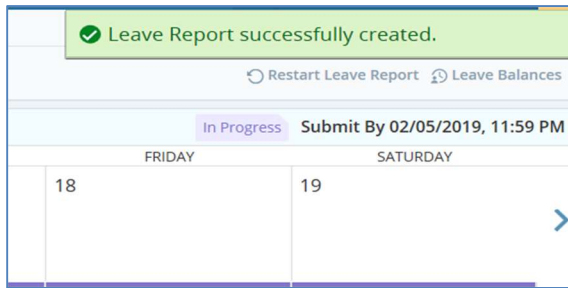 Leave Report successfully created.
Restart Leave Report Leave Balances
In Progress Submit By 02/05/2019, 11:59 PM
FRIDAY SATURDAY
18 19